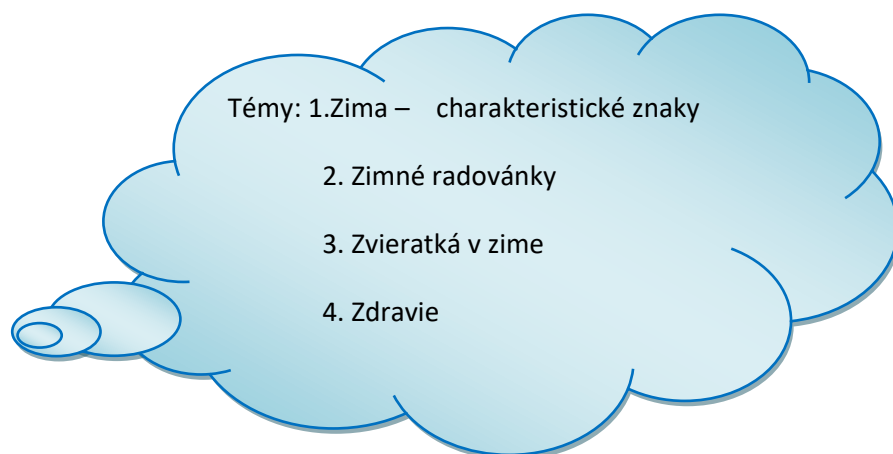 Témy: 1.Zima – charakteristické znaky
2. Zimné radovánky
3. Zvieratká v zime
4. Zdravie